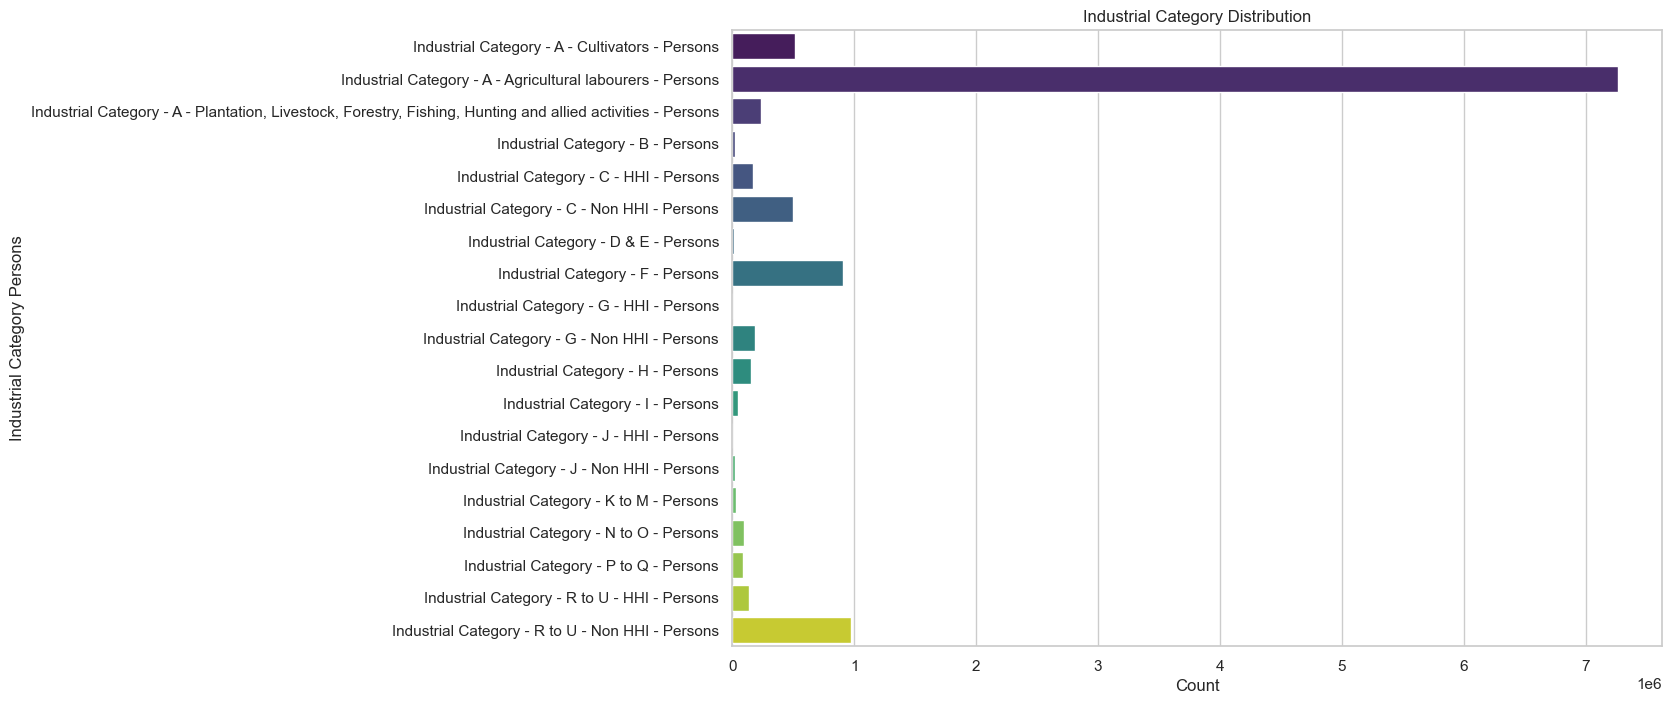 Industrial Category Distribution
Industrial Category Persons
Industrial Category - A - Cultivators - Persons
Industrial Category - A - Agricultural labourers - Persons
Industrial Category - A - Plantation, Livestock, Forestry, Fishing, Hunting and allied activities - Persons
Industrial Category - B - Persons
Industrial Category - C - HHI - Persons
Industrial Category - C - Non HHI - Persons
Industrial Category - D & E - Persons
Industrial Category - F - Persons
Industrial Category - G - HHI - Persons
Industrial Category - G - Non HHI - Persons
Industrial Category - H - Persons
Industrial Category - I - Persons
Industrial Category - J - HHI - Persons
Industrial Category - J - Non HHI - Persons
Industrial Category - K to M - Persons
Industrial Category - N to O - Persons
Industrial Category - P to Q - Persons
Industrial Category - R to U - HHI - Persons
Industrial Category - R to U - Non HHI - Persons
0 1 2 3 4 5 6 7
1e6
Count